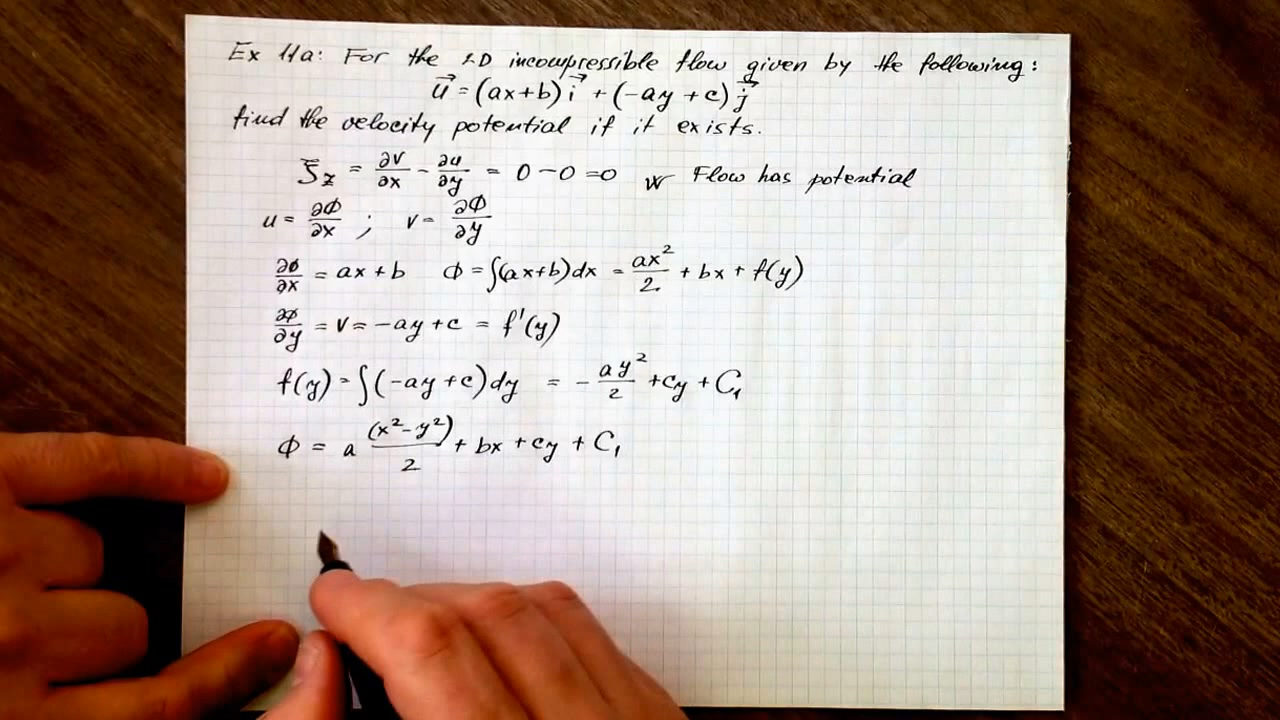 Ex 11a: For the 2D incompressible flow given by the following:
u⃗ = (ax+b) i⃗ + (-ay + c) j⃗
find the velocity potential if it exists.
ζ_z = ∂v/∂x - ∂u/∂y = 0 - 0 = 0 Flow has potential
u = ∂Φ/∂x ; v = ∂Φ/∂y
∂Φ/∂x = ax + b Φ = ∫(ax+b)dx = ax²/2 + bx + f(y)
∂Φ/∂y = v = -ay + c = f'(y)
f(y) = ∫(-ay + c)dy = - ay²/2 + cy + C₁
Φ = a (x² - y²)/2 + bx + cy + C₁